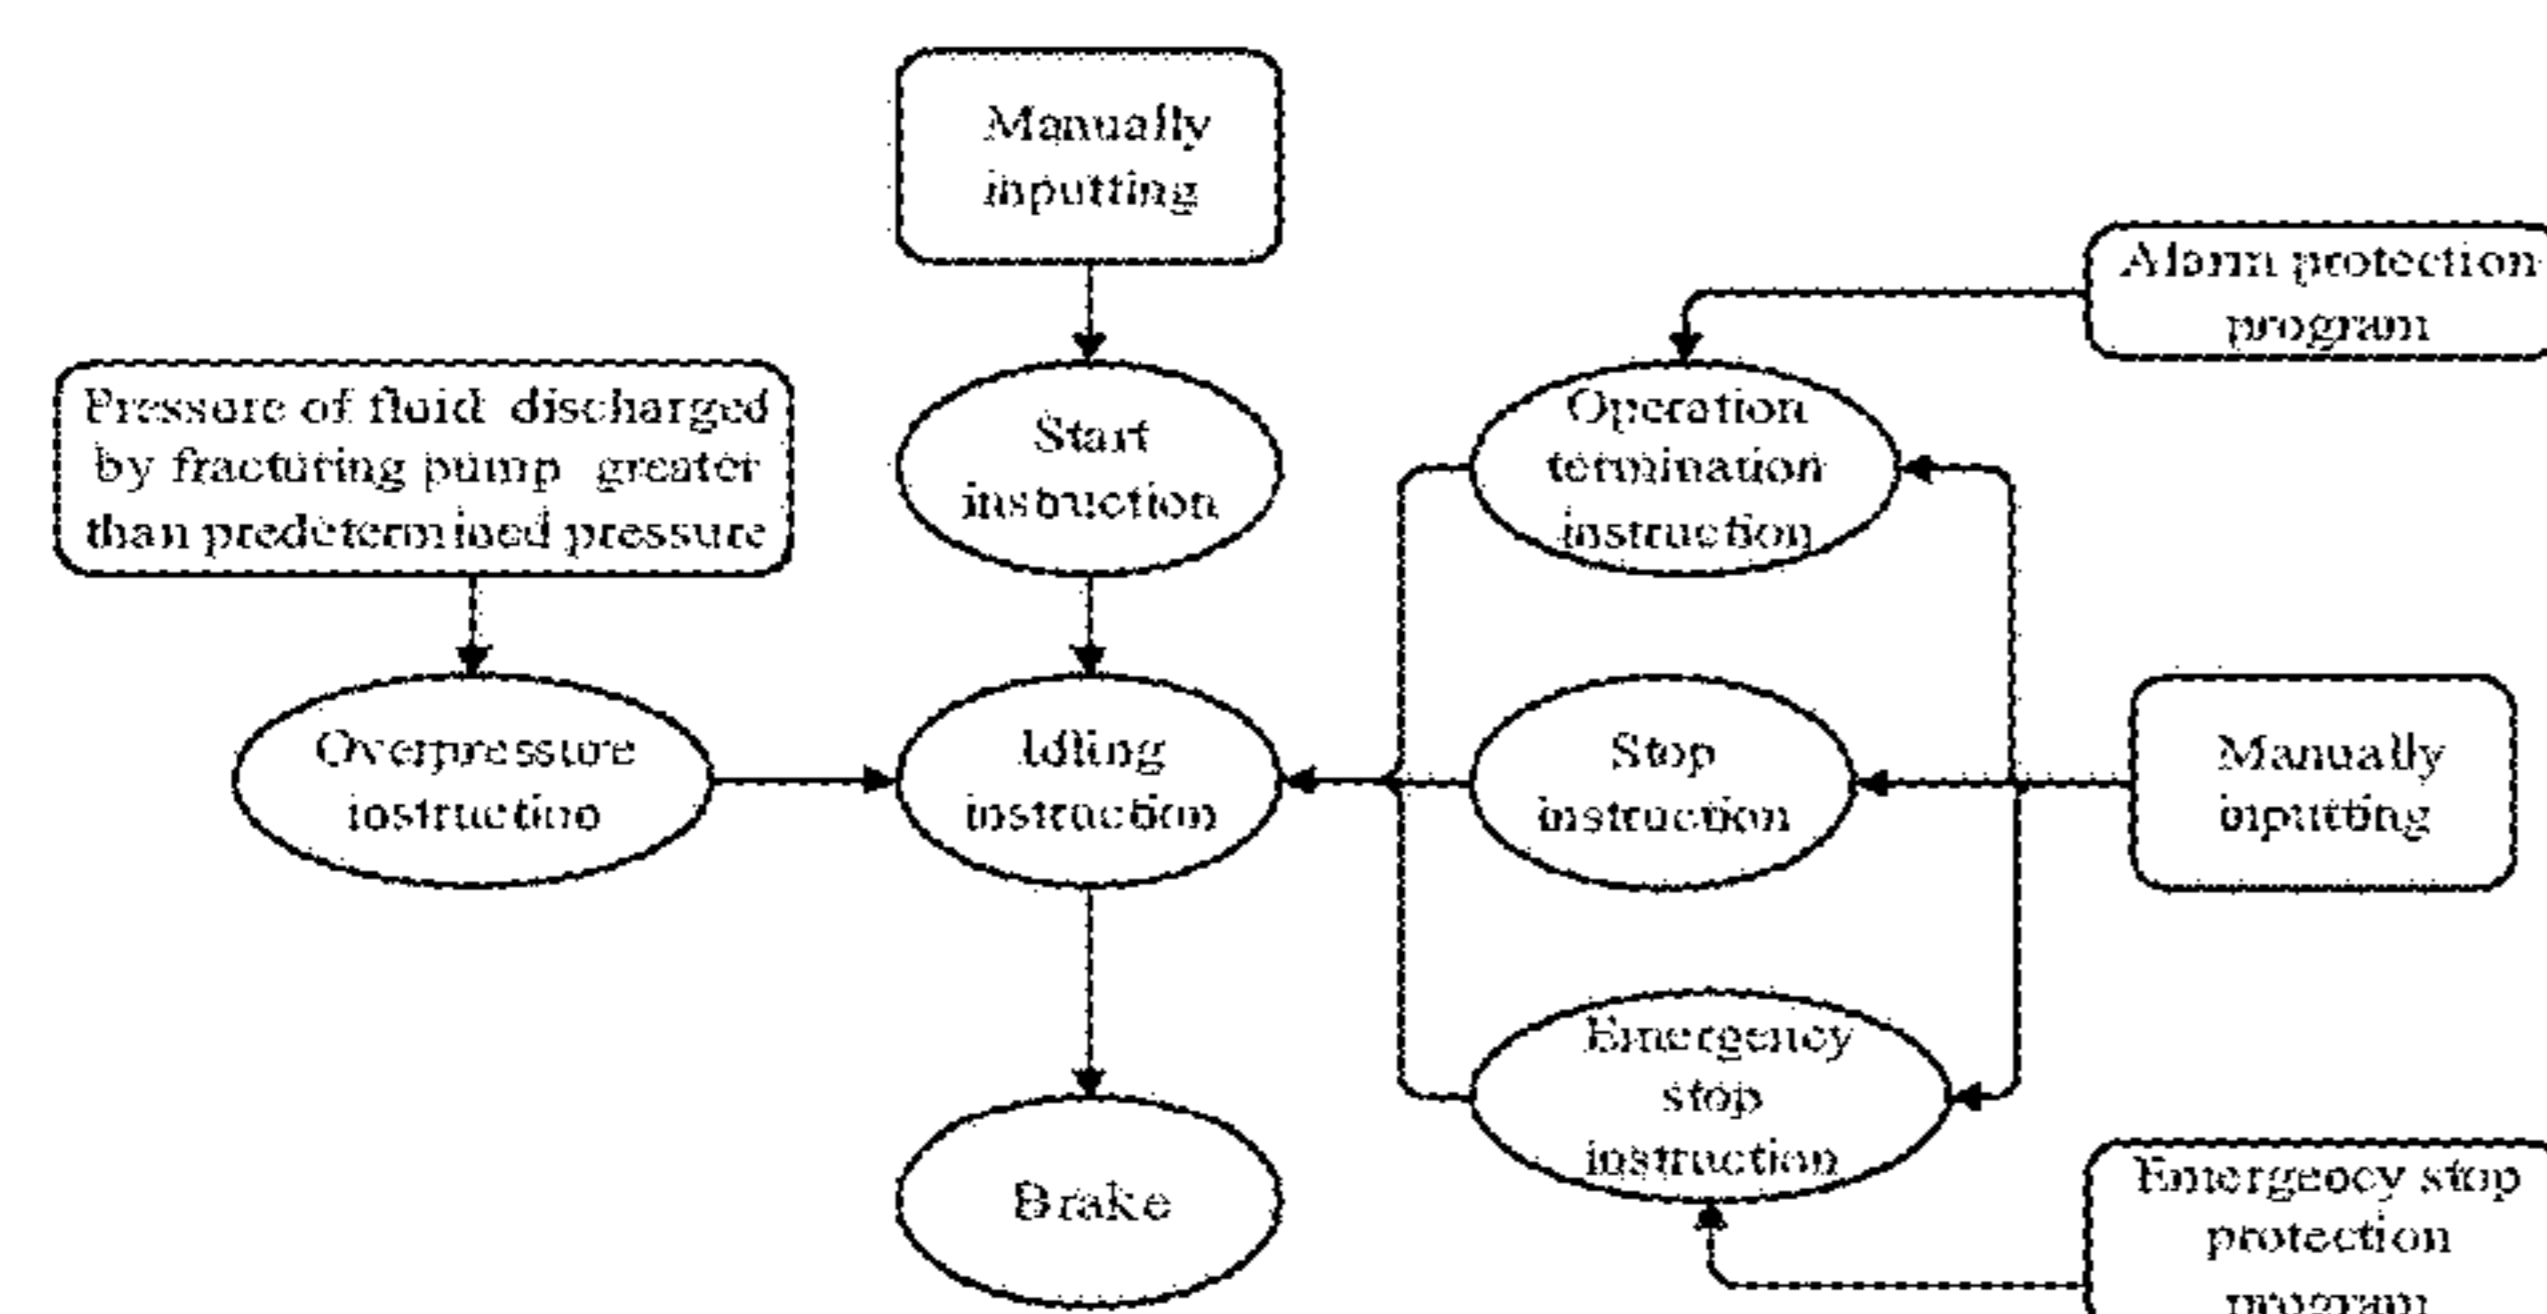 Manually
inputting
Alarm protection
program
Pressure of fluid discharged
by fracturing pump greater
than predetermined pressure
Start
instruction
Operation
termination
instruction
Overpressure
instruction
Idling
instruction
Stop
instruction
Manually
inputting
Emergency
stop
instruction
Brake
Emergency stop
protection
program